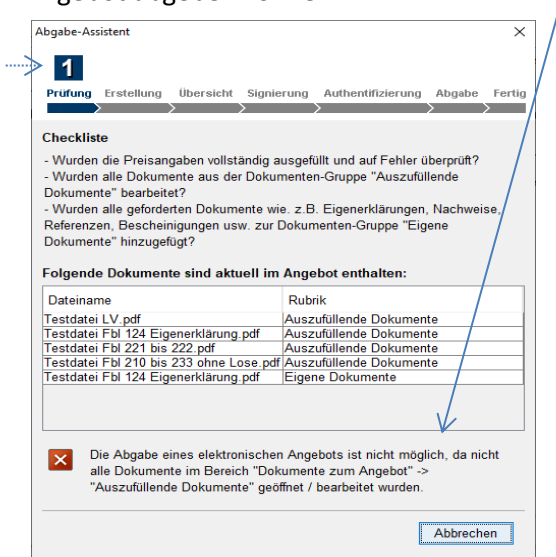 Abgabe-Assistent
1
Prüfung Erstellung Übersicht Signierung Authentifizierung Abgabe Fertig
Checkliste
- Wurden die Preisangaben vollständig ausgefüllt und auf Fehler überprüft?
- Wurden alle Dokumente aus der Dokumenten-Gruppe "Auszufüllende
Dokumente" bearbeitet?
- Wurden alle geforderten Dokumente wie. z.B. Eigenerklärungen, Nachweise,
Referenzen, Bescheinigungen usw. zur Dokumenten-Gruppe "Eigene
Dokumente" hinzugefügt?
Folgende Dokumente sind aktuell im Angebot enthalten:
Dateiname Rubrik
Testdatei LV.pdf Auszufüllende Dokumente
Testdatei Fbl 124 Eigenerklärung.pdf Auszufüllende Dokumente
Testdatei Fbl 221 bis 222.pdf Auszufüllende Dokumente
Testdatei Fbl 210 bis 233 ohne Lose.pdf Auszufüllende Dokumente
Testdatei Fbl 124 Eigenerklärung.pdf Eigene Dokumente
Die Abgabe eines elektronischen Angebots ist nicht möglich, da nicht
alle Dokumente im Bereich "Dokumente zum Angebot" ->
"Auszufüllende Dokumente" geöffnet / bearbeitet wurden.
Abbrechen